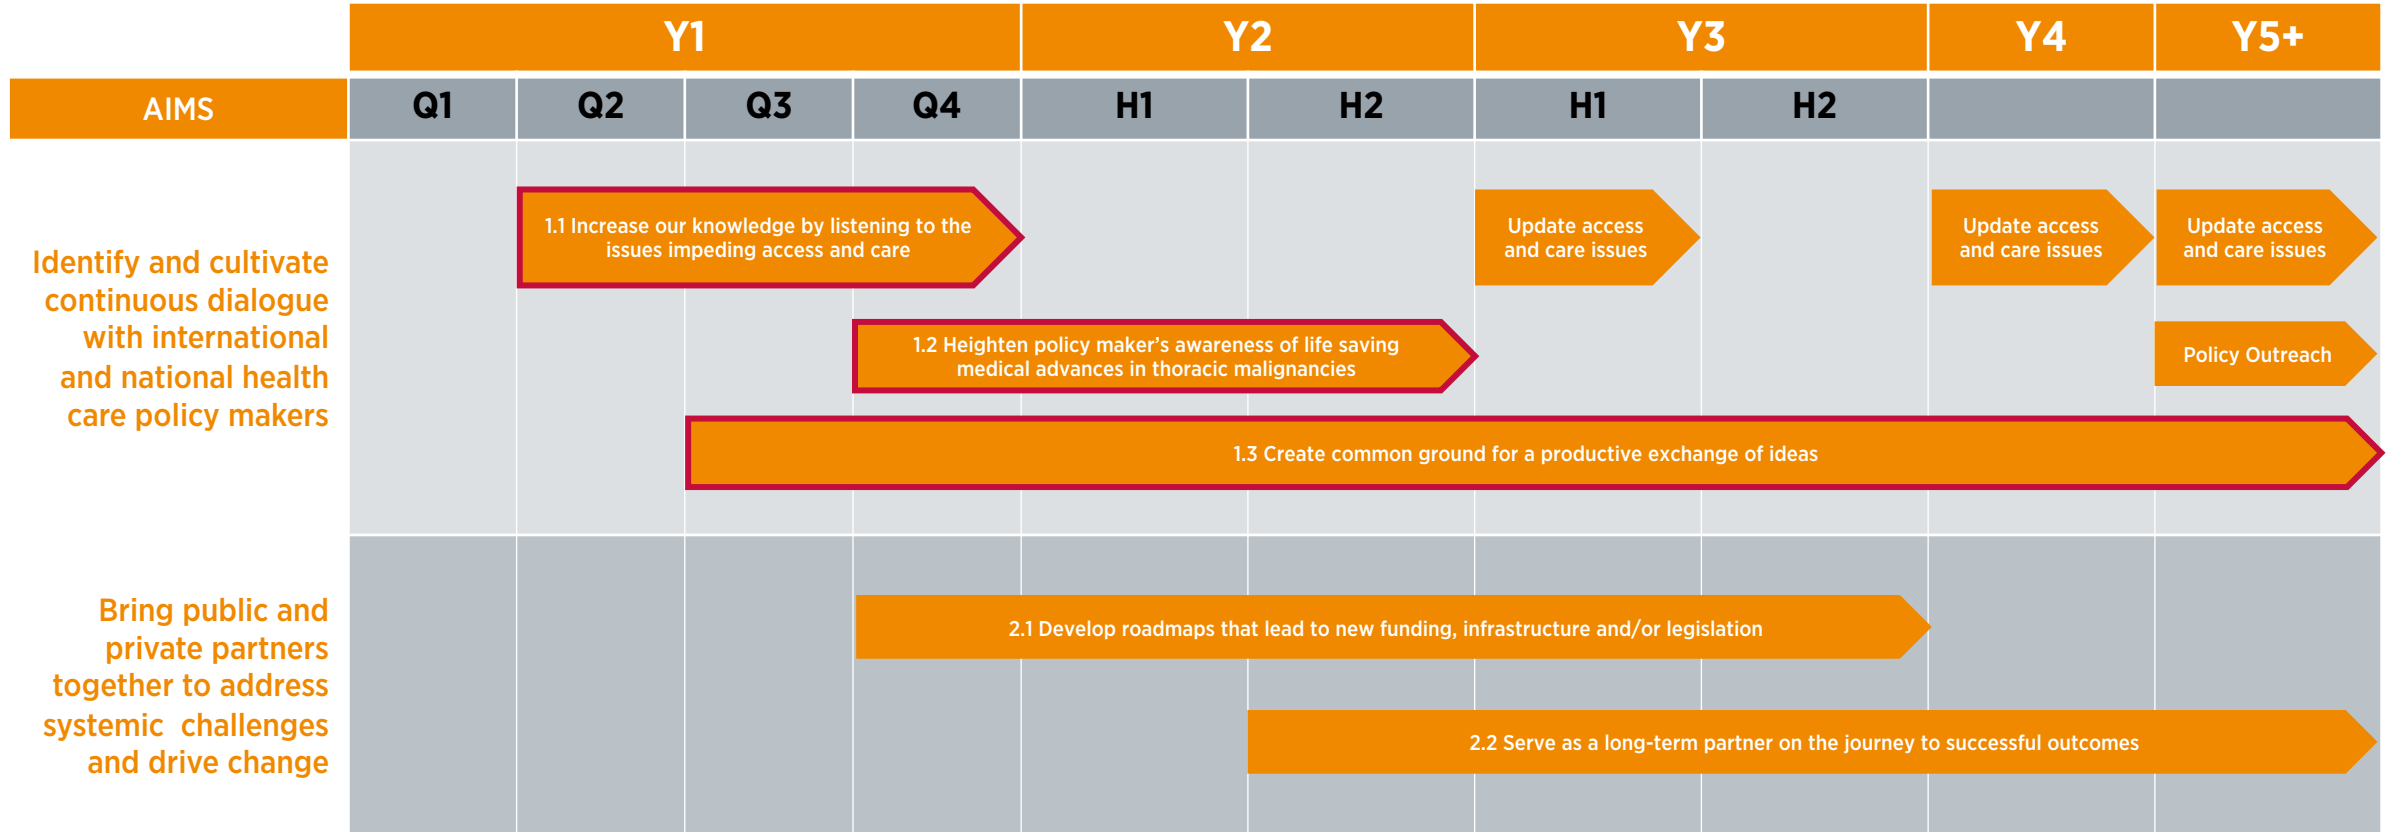 Y1
Y2
Y3
Y4
Y5+
AIMS
Q1
Q2
Q3
Q4
H1
H2
H1
H2
Identify and cultivate
continuous dialogue
with international
and national health
care policy makers
1.1 Increase our knowledge by listening to the
issues impeding access and care
Update access
and care issues
Update access
and care issues
Update access
and care issues
1.2 Heighten policy maker’s awareness of life saving
medical advances in thoracic malignancies
Policy Outreach
1.3 Create common ground for a productive exchange of ideas
Bring public and
private partners
together to address
systemic  challenges
and drive change
2.1 Develop roadmaps that lead to new funding, infrastructure and/or legislation
2.2 Serve as a long-term partner on the journey to successful outcomes